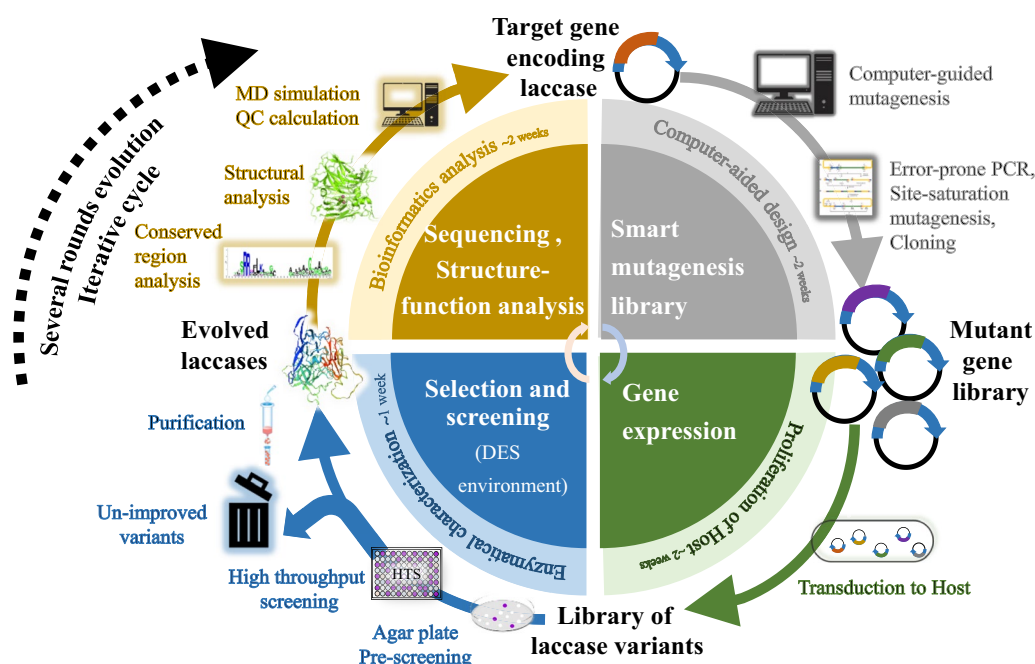 Target gene
encoding
laccase
Computer-guided
mutagenesis
Error-prone PCR,
Site-saturation
mutagenesis,
Cloning
Several rounds evolution
Iterative cycle
MD simulation
QC calculation
Structural
analysis
Conserved
region
analysis
Bioinformatics analysis ~2 weeks
Computer-aided design ~2 weeks
Sequencing ,
Structure-
function analysis
Smart
mutagenesis
library
Evolved
laccases
Mutant
gene
library
Selection and
screening
(DES
environment)
Gene
expression
Enzymatical characterization ~1 week
Proliferation of Host ~2 weeks
Purification
Un-improved
variants
High throughput
screening
HTS
Agar plate
Pre-screening
Library of
laccase variants
Transduction to Host